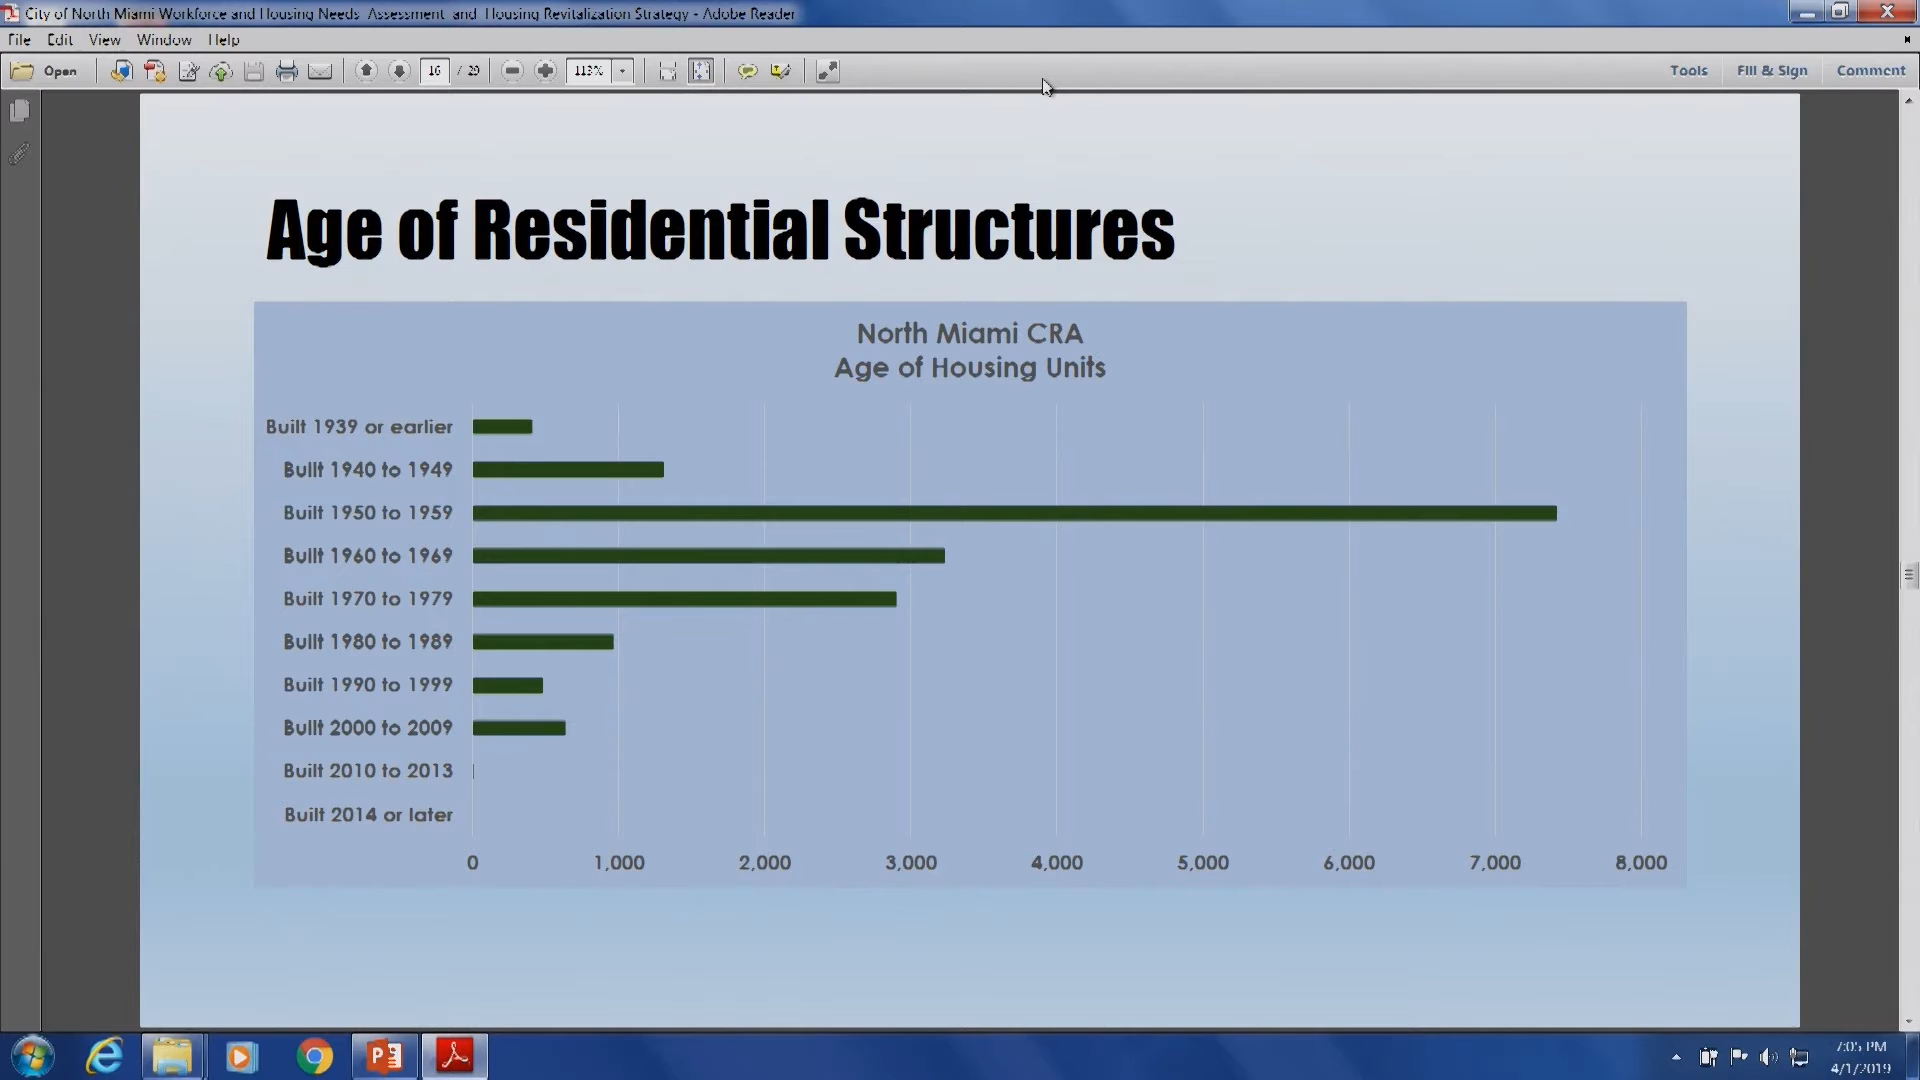 City of North Miami Workforce and Housing Needs Assessment and Housing Revitalization Strategy - Adobe Reader
File Edit View Window Help
Open 16 / 29 113% Tools Fill & Sign Comment
Age of Residential Structures
North Miami CRA
Age of Housing Units
Built 1939 or earlier
Built 1940 to 1949
Built 1950 to 1959
Built 1960 to 1969
Built 1970 to 1979
Built 1980 to 1989
Built 1990 to 1999
Built 2000 to 2009
Built 2010 to 2013
Built 2014 or later
0 1,000 2,000 3,000 4,000 5,000 6,000 7,000 8,000
7:05 PM
4/1/2019